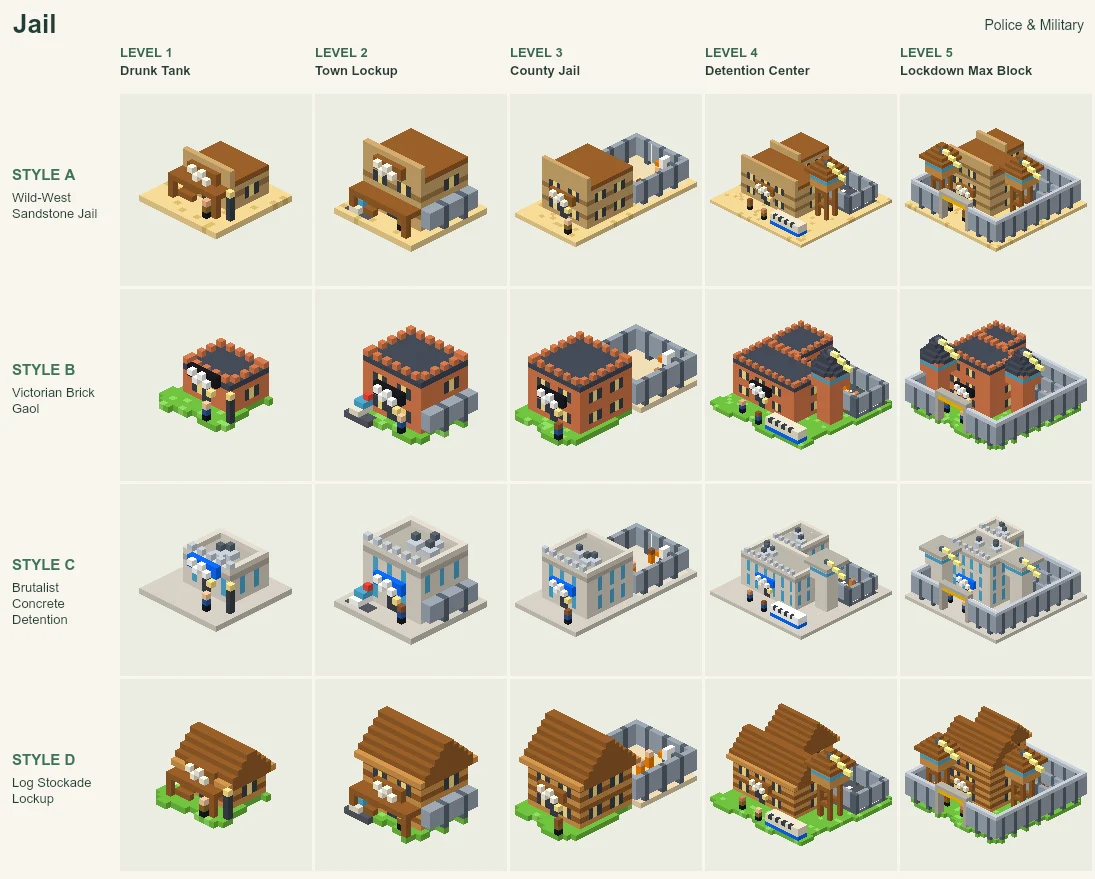 Jail
Police & Military
LEVEL 1
Drunk Tank
LEVEL 2
Town Lockup
LEVEL 3
County Jail
LEVEL 4
Detention Center
LEVEL 5
Lockdown Max Block
STYLE A
Wild-West
Sandstone Jail
STYLE B
Victorian Brick
Gaol
STYLE C
Brutalist
Concrete
Detention
STYLE D
Log Stockade
Lockup